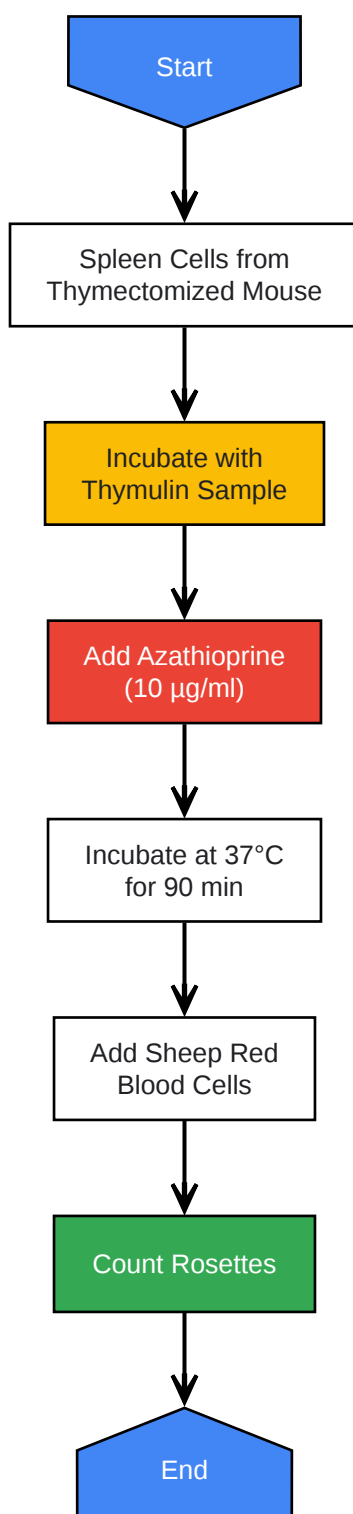 Start
Spleen Cells from
Thymectomized Mouse
Incubate with
Thymulin Sample
Add Azathioprine
(10 µg/ml)
Incubate at 37°C
for 90 min
Add Sheep Red
Blood Cells
Count Rosettes
End